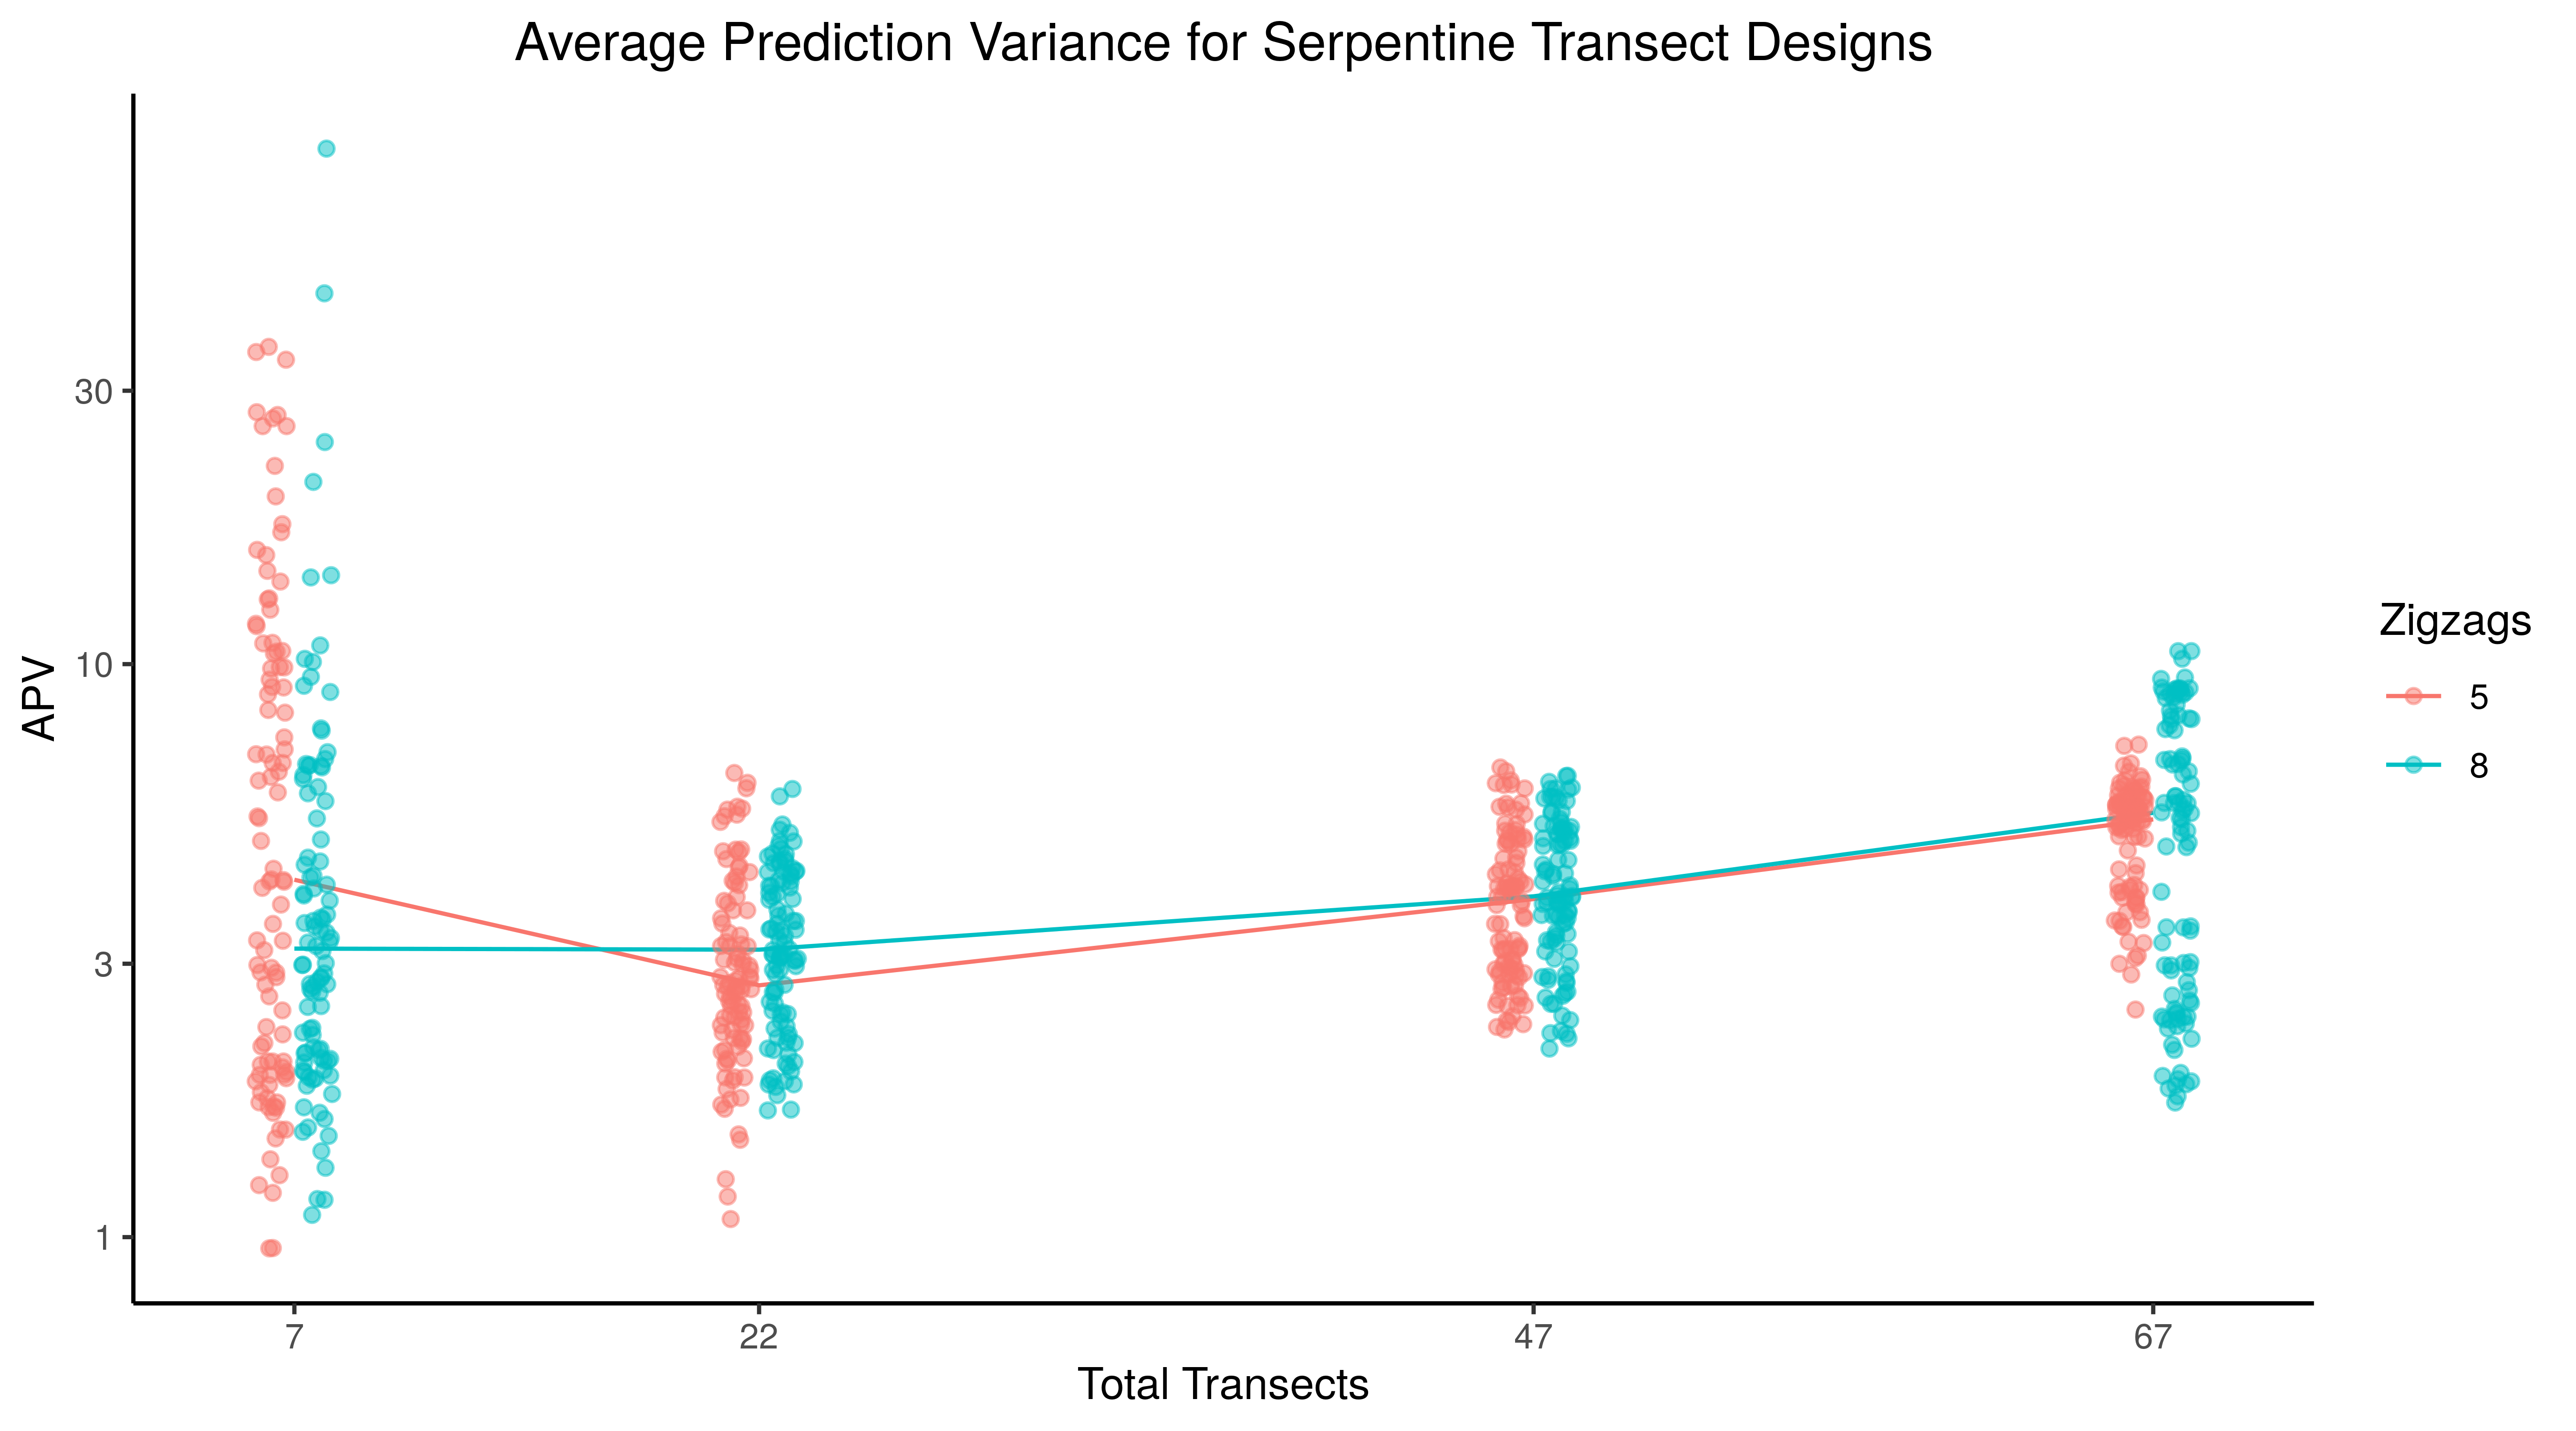 Average Prediction Variance for Serpentine Transect Designs
APV
30
10
3
1
7 22 47 67
Total Transects
Zigzags
5
8